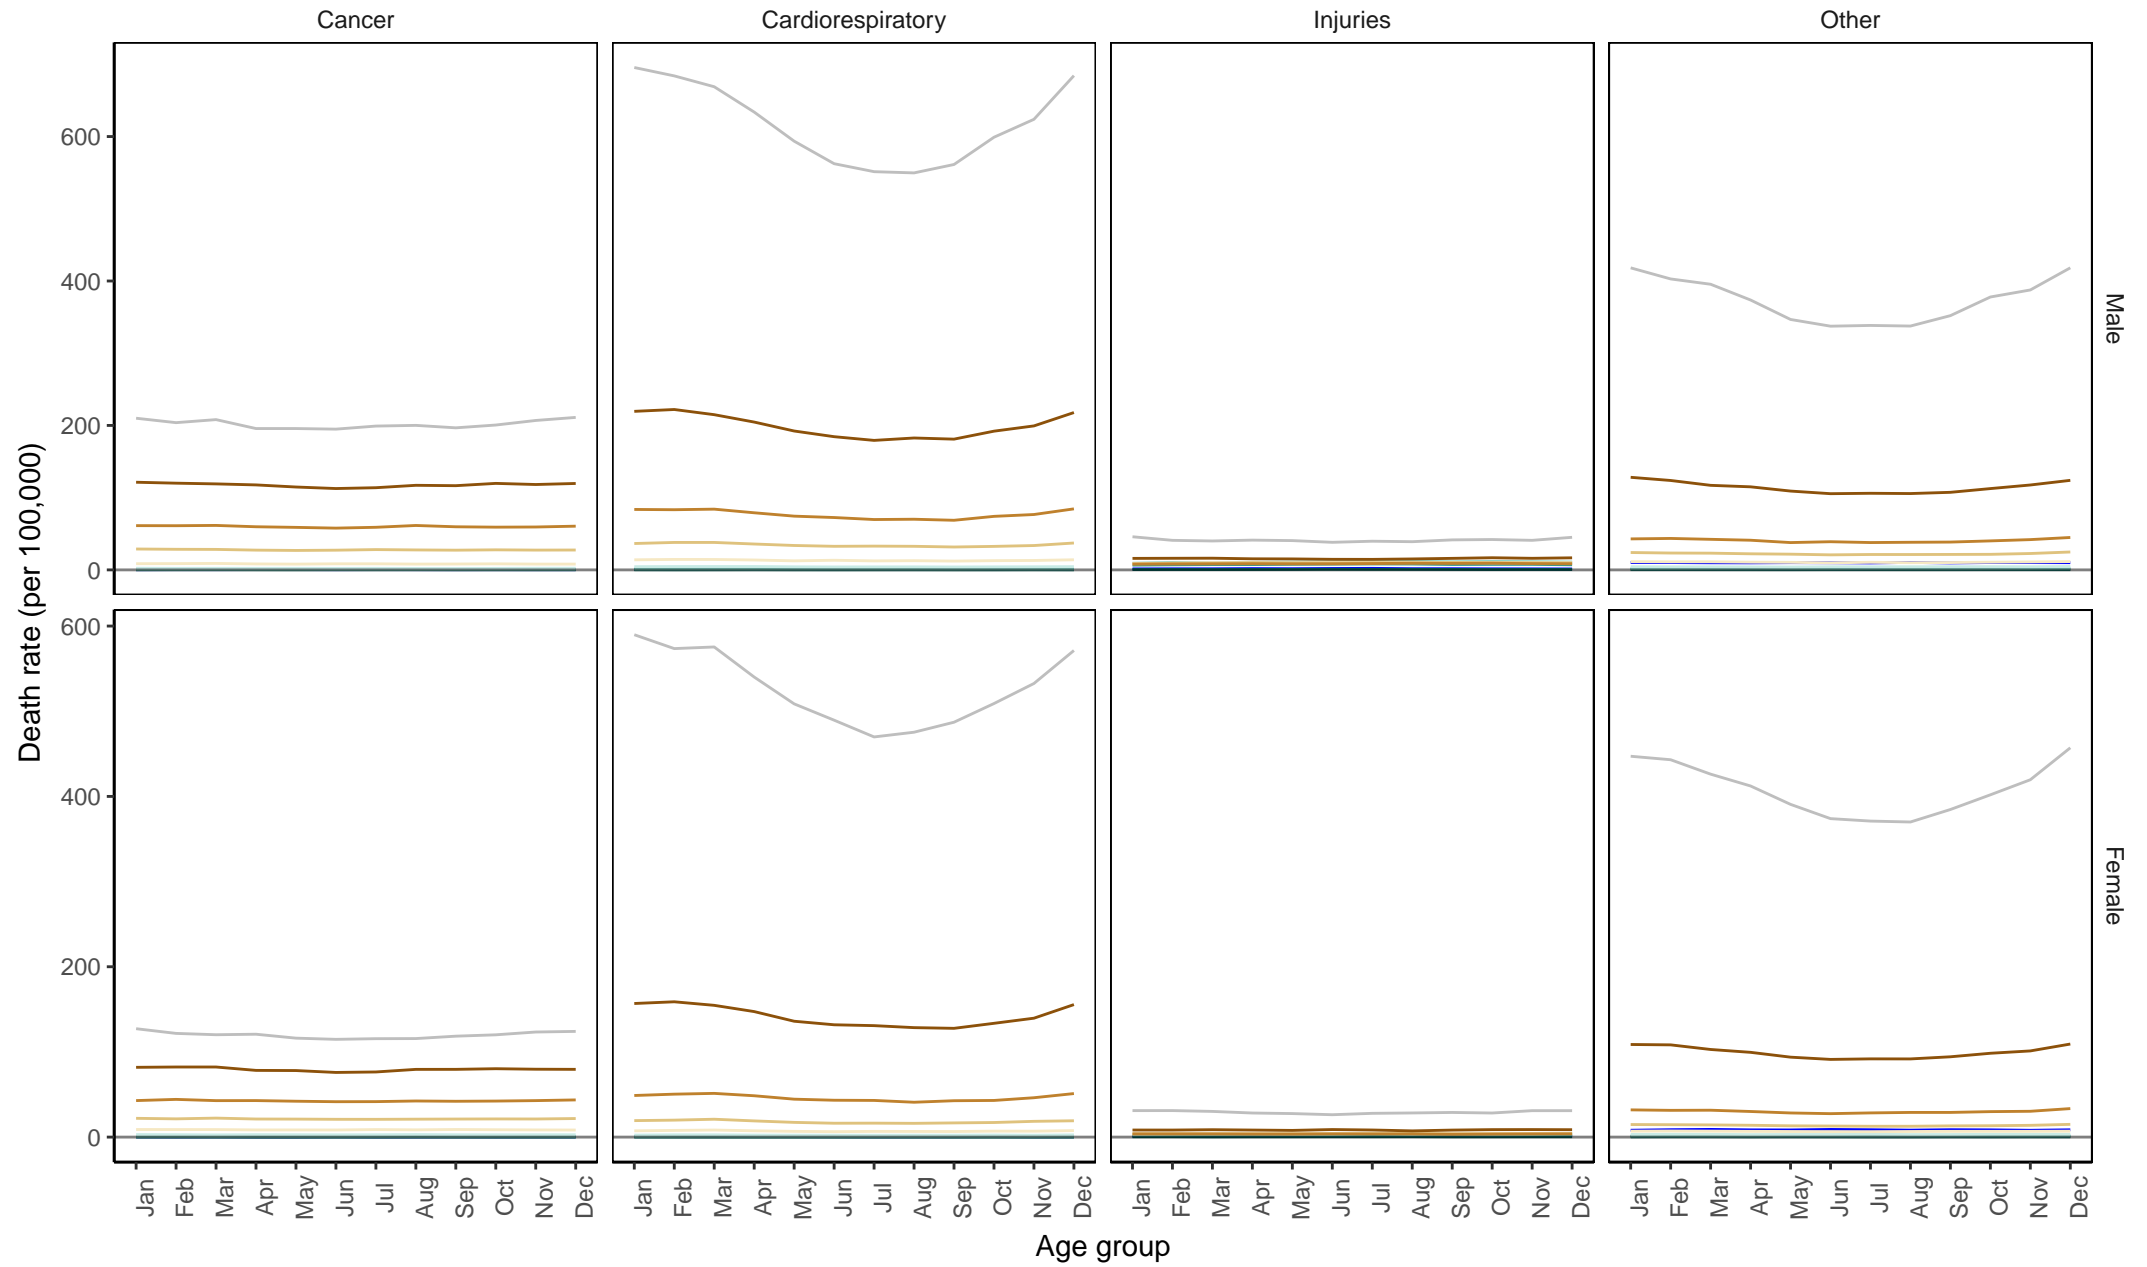 Cancer Cardiorespiratory Injuries Other
600
400
200
0
Male
Death rate (per 100,000)
600
400
200
0
Female
Jan Feb Mar Apr May Jun Jul Aug Sep Oct Nov Dec Jan Feb Mar Apr May Jun Jul Aug Sep Oct Nov Dec Jan Feb Mar Apr May Jun Jul Aug Sep Oct Nov Dec Jan Feb Mar Apr May Jun Jul Aug Sep Oct Nov Dec
Age group